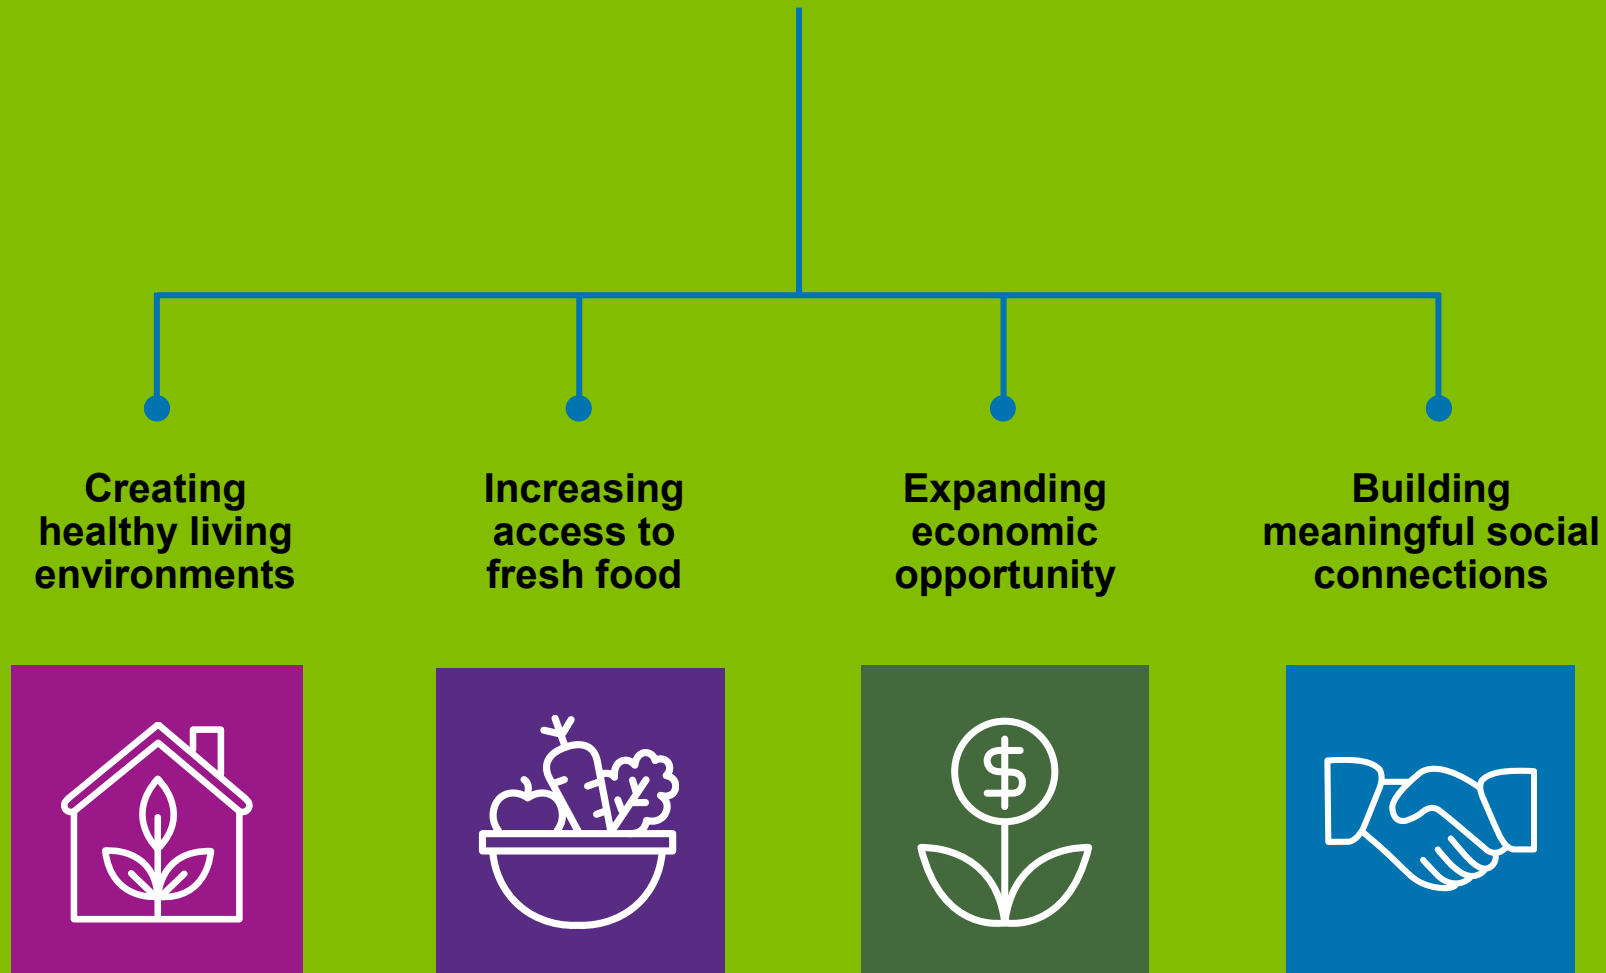 Creating
healthy living
environments
Increasing
access to
fresh food
Expanding
economic
opportunity
Building
meaningful social
connections
$